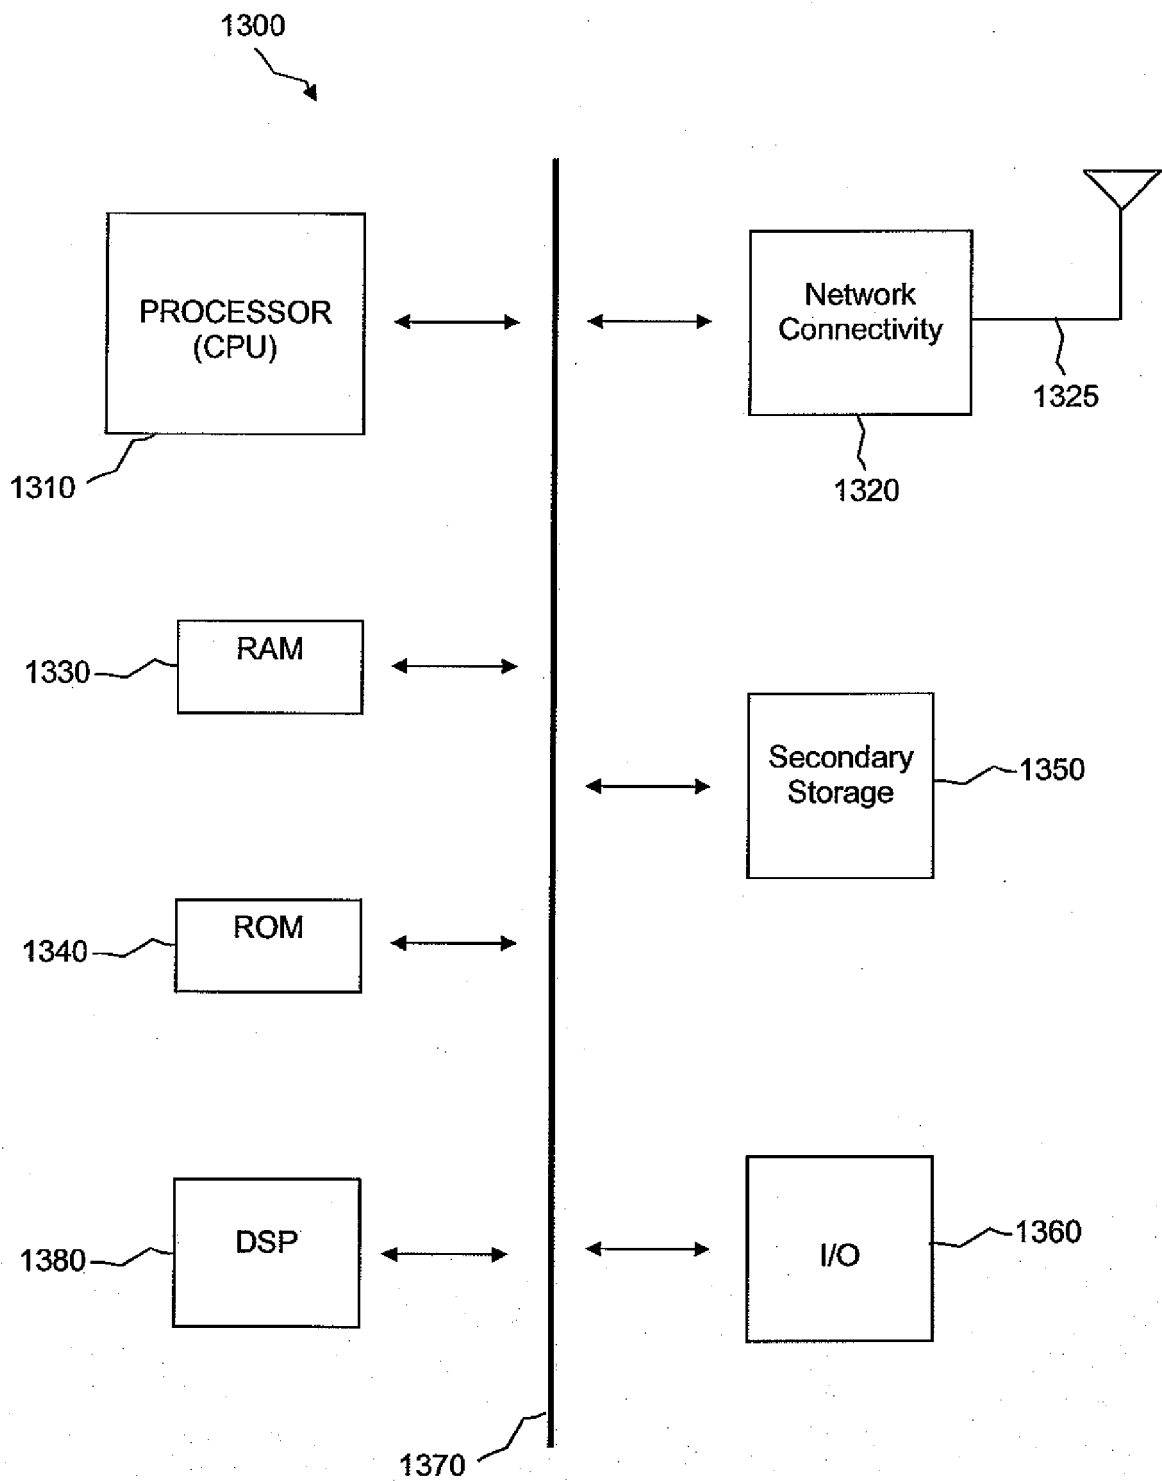 1300
PROCESSOR
(CPU)
1310
Network
Connectivity
1325
1320
RAM
1330
Secondary
Storage
1350
ROM
1340
DSP
1380
I/O
1360
1370